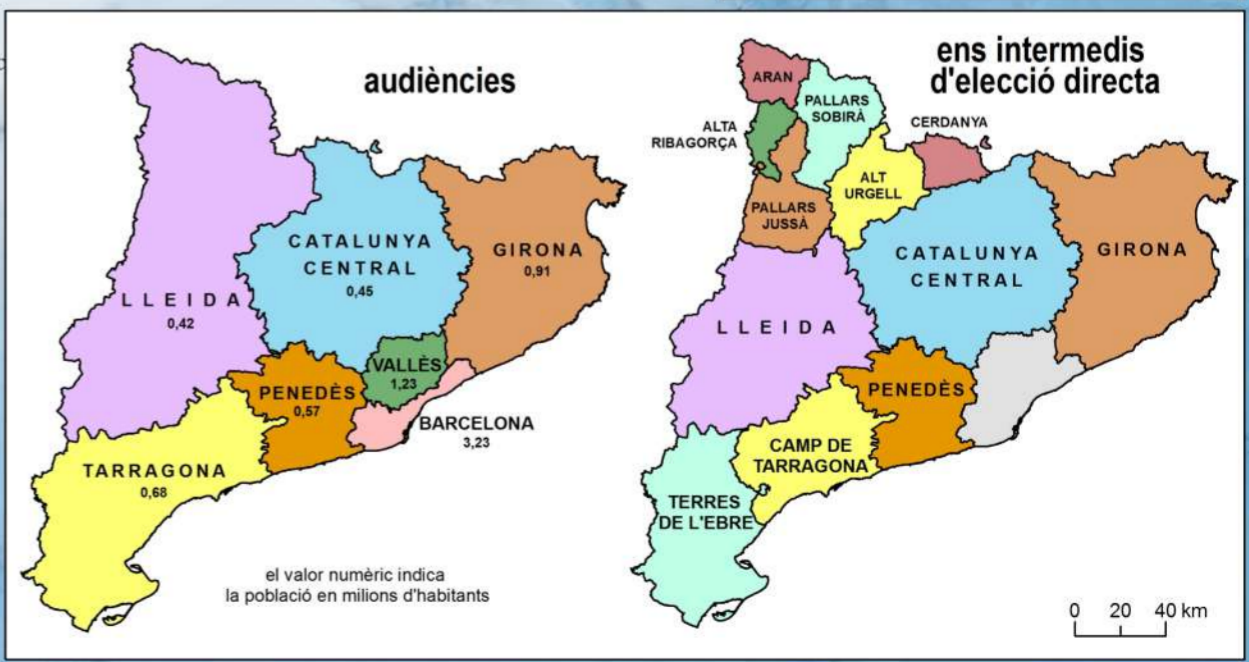 audiències
LLEIDA
0,42
CATALUNYA
CENTRAL
0,45
GIRONA
0,91
VALLÈS
1,23
PENEDÈS
0,57
BARCELONA
3,23
TARRAGONA
0,68
el valor numèric indica
la població en milions d'habitants
ens intermedis
d'elecció directa
ARAN
PALLARS
SOBIRÀ
ALTA
RIBAGORÇA
CERDANYA
ALT
URGELL
PALLARS
JUSSÀ
CATALUNYA
CENTRAL
GIRONA
LLEIDA
PENEDÈS
CAMP DE
TARRAGONA
TERRES
DE L'EBRE
0 20 40 km